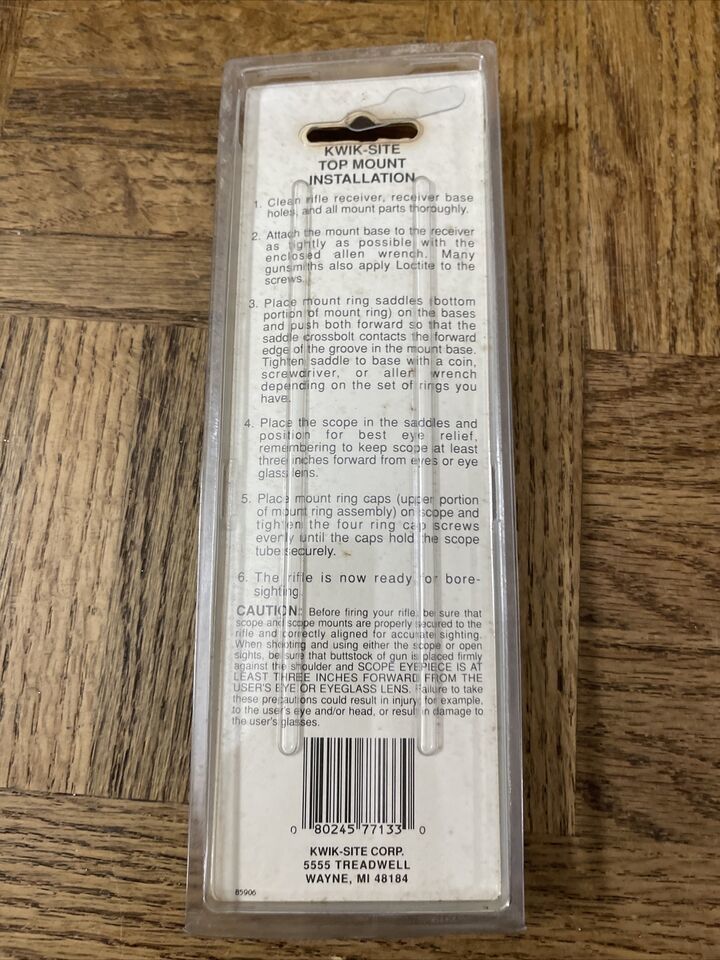 KWIK-SITE
TOP MOUNT
INSTALLATION
1. Clean rifle receiver, receiver base
holes, and all mount parts thoroughly.
2. Attach the mount base to the receiver
as tightly as possible with the
enclosed allen wrench. Many
gunsmiths also apply Loctite to the
screws.
3. Place mount ring saddles (bottom
portion of mount ring) on the bases
and push both forward so that the
saddle crossbolt contacts the forward
edge of the groove in the mount base.
Tighten saddle to base with a coin,
screwdriver, or allen wrench
depending on the set of rings you
have.
4. Place the scope in the saddles and
position for best eye relief,
remembering to keep scope at least
three inches forward from eyes or eye
glass lens.
5. Place mount ring caps (upper portion
of mount ring assembly) on scope and
tighten the four ring cap screws
evenly until the caps hold the scope
tube securely.
6. The rifle is now ready for bore-
sighting.
CAUTION: Before firing your rifle, be sure that
scope and scope mounts are properly secured to the
rifle and correctly aligned for accurate sighting.
When shooting and using either the scope or open
sights, be sure that buttstock of gun is placed firmly
against the shoulder and SCOPE EYEPIECE IS AT
LEAST THREE INCHES FORWARD FROM THE
USER'S EYE OR EYEGLASS LENS. Failure to take
these precautions could result in injury, for example,
to the user's eye and/or head, or result in damage to
the user's glasses.
0 80245 77133 0
KWIK-SITE CORP.
5555 TREADWELL
WAYNE, MI 48184
85906